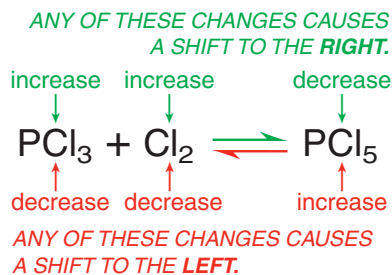 ANY OF THESE CHANGES CAUSES
A SHIFT TO THE RIGHT.
increase increase decrease
PCl₃ + Cl₂ ⇌ PCl₅
decrease decrease increase
ANY OF THESE CHANGES CAUSES
A SHIFT TO THE LEFT.